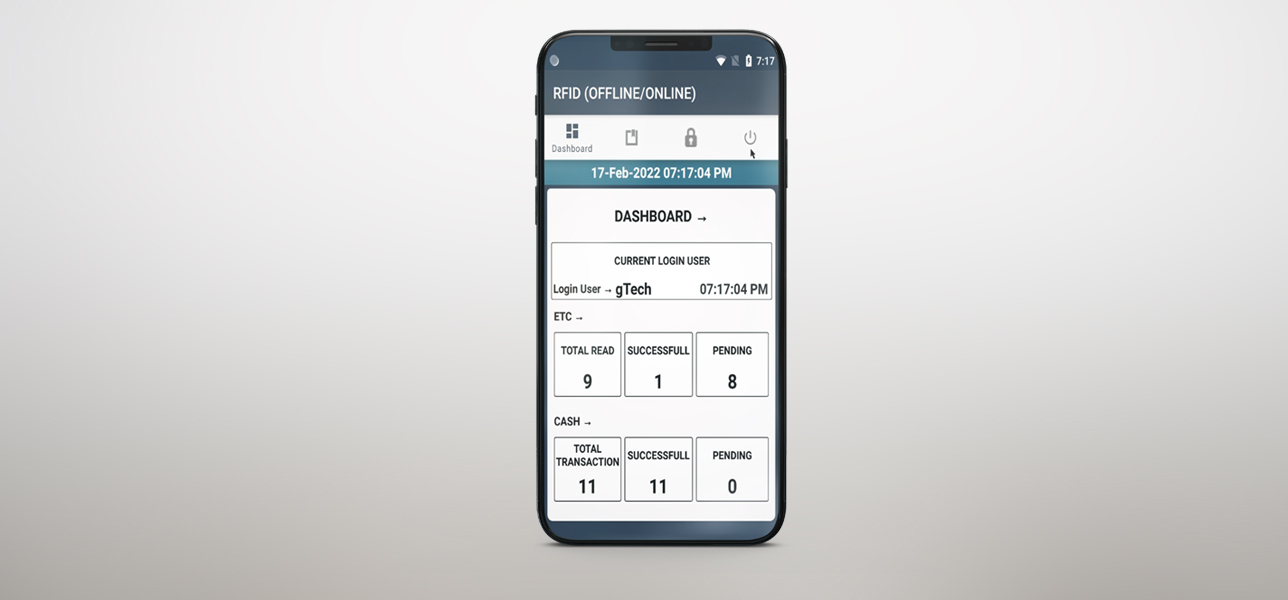 7:17
RFID (OFFLINE/ONLINE)
Dashboard
17-Feb-2022 07:17:04 PM
DASHBOARD →
CURRENT LOGIN USER
Login User → gTech 07:17:04 PM
ETC →
TOTAL READ
9
SUCCESSFULL
1
PENDING
8
CASH →
TOTAL
TRANSACTION
11
SUCCESSFULL
11
PENDING
0